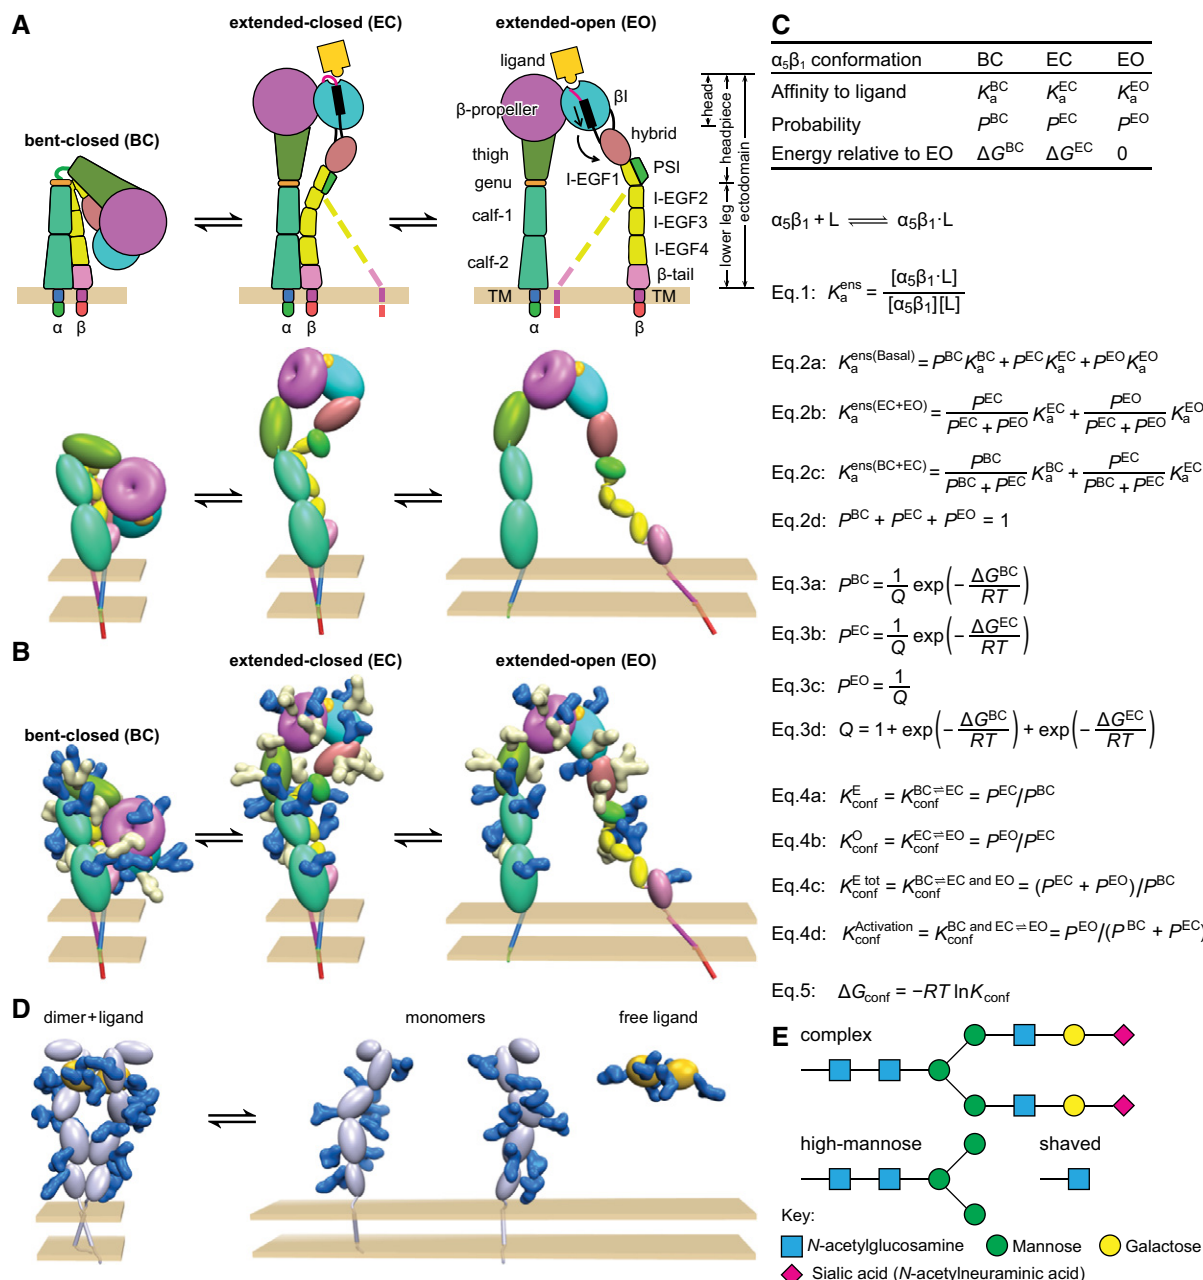 A
extended-closed (EC)
extended-open (EO)
bent-closed (BC)
ligand
β-propeller
βI
hybrid
thigh
PSI
I-EGF1
genu
I-EGF2
calf-1
I-EGF3
I-EGF4
calf-2
β-tail
TM
TM
α
β
α
β
α
β
head
headpiece
lower leg
ectodomain
B
extended-closed (EC)
extended-open (EO)
bent-closed (BC)
C
α₅β₁ conformation BC EC EO
Affinity to ligand K_a^BC K_a^EC K_a^EO
Probability P^BC P^EC P^EO
Energy relative to EO ΔG^BC ΔG^EC 0
α₅β₁ + L ⇌ α₅β₁·L
Eq.1: K_a^ens = [α₅β₁·L] / [α₅β₁][L]
Eq.2a: K_a^ens(Basal) = P^BC K_a^BC + P^EC K_a^EC + P^EO K_a^EO
Eq.2b: K_a^ens(EC+EO) = P^EC / (P^EC + P^EO) K_a^EC + P^EO / (P^EC + P^EO) K_a^EO
Eq.2c: K_a^ens(BC+EC) = P^BC / (P^BC + P^EC) K_a^BC + P^EC / (P^BC + P^EC) K_a^EC
Eq.2d: P^BC + P^EC + P^EO = 1
Eq.3a: P^BC = 1/Q exp(− ΔG^BC / RT)
Eq.3b: P^EC = 1/Q exp(− ΔG^EC / RT)
Eq.3c: P^EO = 1/Q
Eq.3d: Q = 1 + exp(− ΔG^BC / RT) + exp(− ΔG^EC / RT)
Eq.4a: K_conf^E = K_conf^BC⇌EC = P^EC/P^BC
Eq.4b: K_conf^O = K_conf^EC⇌EO = P^EO/P^EC
Eq.4c: K_conf^E tot = K_conf^BC⇌EC and EO = (P^EC + P^EO)/P^BC
Eq.4d: K_conf^Activation = K_conf^BC and EC⇌EO = P^EO/(P^BC + P^EC)
Eq.5: ΔG_conf = −RT lnK_conf
D
dimer+ligand
monomers
free ligand
E
complex
high-mannose
shaved
Key:
N-acetylglucosamine
Mannose
Galactose
Sialic acid (N-acetylneuraminic acid)